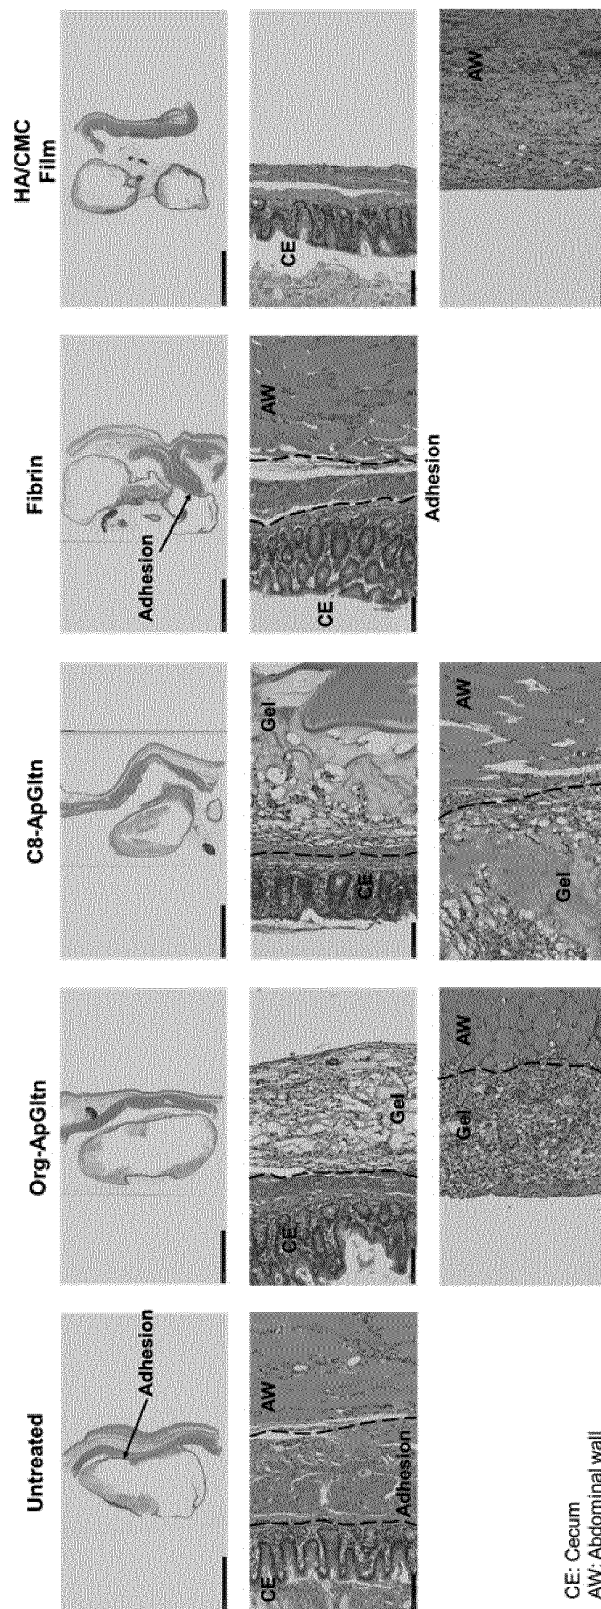 Untreated
Org-ApGltn
C8-ApGltn
Fibrin
HA/CMC
Film
Adhesion
Adhesion
CE
Adhesion
AW
CE
Gel
CE
Gel
CE
AW
CE
Adhesion
Gel
AW
Gel
AW
AW
CE: Cecum
AW: Abdominal wall